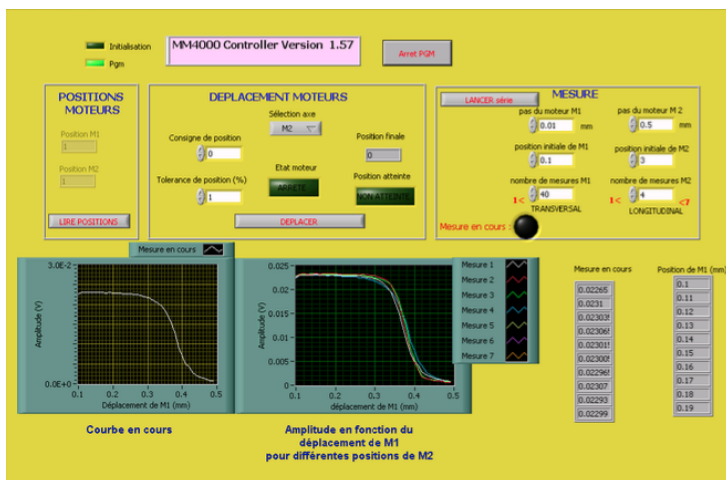 Initialisation
Pgm
MM4000 Controller Version 1.57
Arret PGM
POSITIONS
MOTEURS
Position M1
1
Position M2
1
LIRE POSITIONS
DEPLACEMENT MOTEURS
Sélection axe
M2
Consigne de position
0
Position finale
0
Etat moteur
ARRETE
Tolerance de position (%)
1
Position atteinte
NON ATTEINTE
DEPLACER
MESURE
LANCER série
pas du moteur M1
0.01 mm
pas du moteur M 2
0.5 mm
position initiale de M1
0.1
position initiale de M2
3
nombre de mesures M1
1< 40
TRANSVERSAL
nombre de mesures M2
1< 4 <7
LONGITUDINAL
Mesure en cours :
Mesure en cours
3.0E-2
Amplitude (V)
0.0E+0
0.1 0.2 0.3 0.4 0.5
Déplacement de M1 (mm)
Courbe en cours
0.025
0.02
0.015
0.01
0.005
0
Amplitude (V)
0.1 0.2 0.3 0.4 0.5
déplacement de M1 (mm)
Mesure 1
Mesure 2
Mesure 3
Mesure 4
Mesure 5
Mesure 6
Mesure 7
Amplitude en fonction du
déplacement de M1
pour différentes positions de M2
Mesure en cours
0.02265
0.0231
0.02303
0.02306
0.02301
0.02300
0.02296
0.02307
0.02293
0.02299
Position de M1 (mm)
0.1
0.11
0.12
0.13
0.14
0.15
0.16
0.17
0.18
0.19